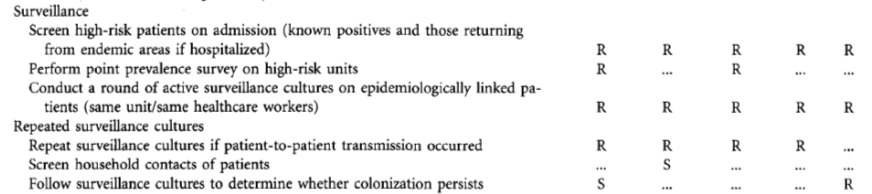 Surveillance
Screen high-risk patients on admission (known positives and those returning
from endemic areas if hospitalized) R R R R R
Perform point prevalence survey on high-risk units R ... R ... ...
Conduct a round of active surveillance cultures on epidemiologically linked pa-
tients (same unit/same healthcare workers) R R R R R
Repeated surveillance cultures
Repeat surveillance cultures if patient-to-patient transmission occurred R R R R ...
Screen household contacts of patients ... S ... ... ...
Follow surveillance cultures to determine whether colonization persists S ... ... ... R